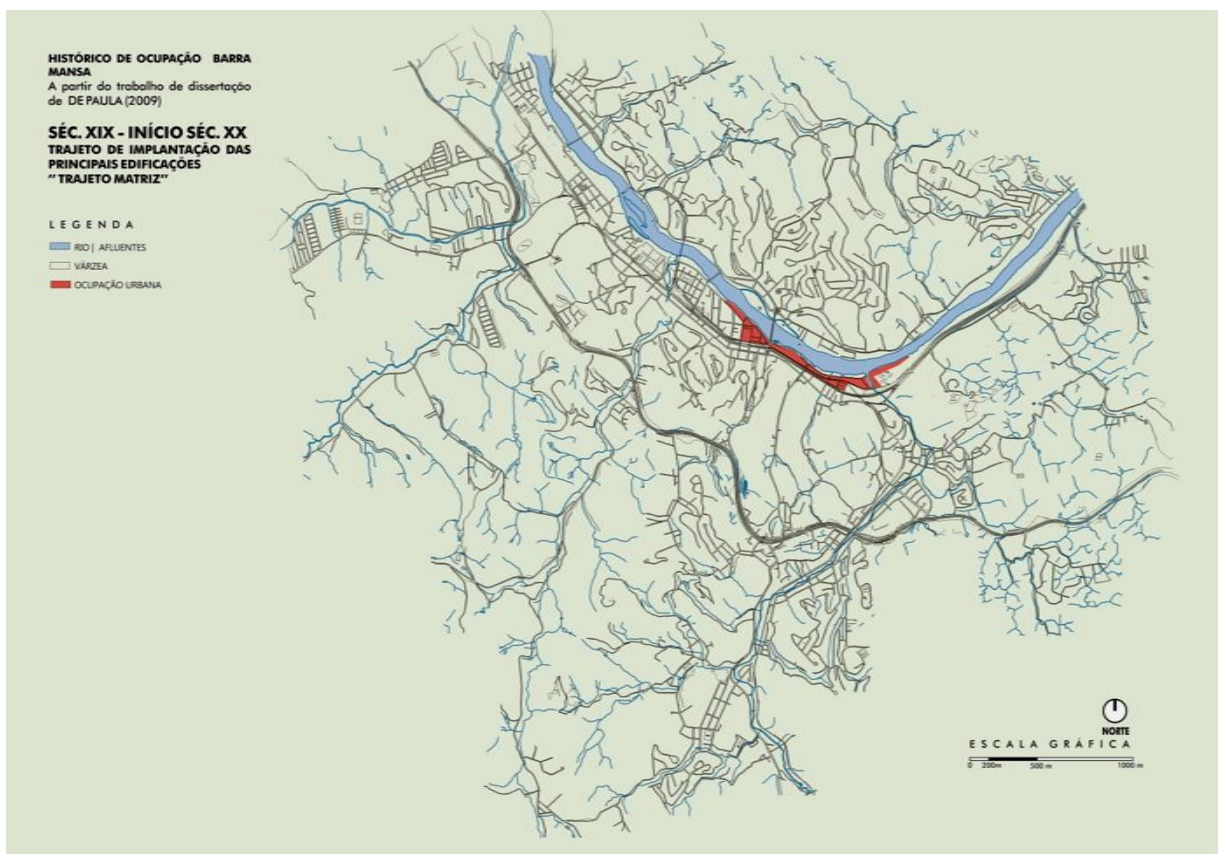 HISTÓRICO DE OCUPAÇÃO BARRA
MANSA
A partir do trabalho de dissertação
de DE PAULA (2009)
SÉC. XIX - INÍCIO SÉC. XX
TRAJETO DE IMPLANTAÇÃO DAS
PRINCIPAIS EDIFICAÇÕES
"TRAJETO MATRIZ"
LEGENDA
RIO | AFLUENTES
VÁRZEA
OCUPAÇÃO URBANA
NORTE
ESCALA GRÁFICA
0 200m 500 m 1000 m